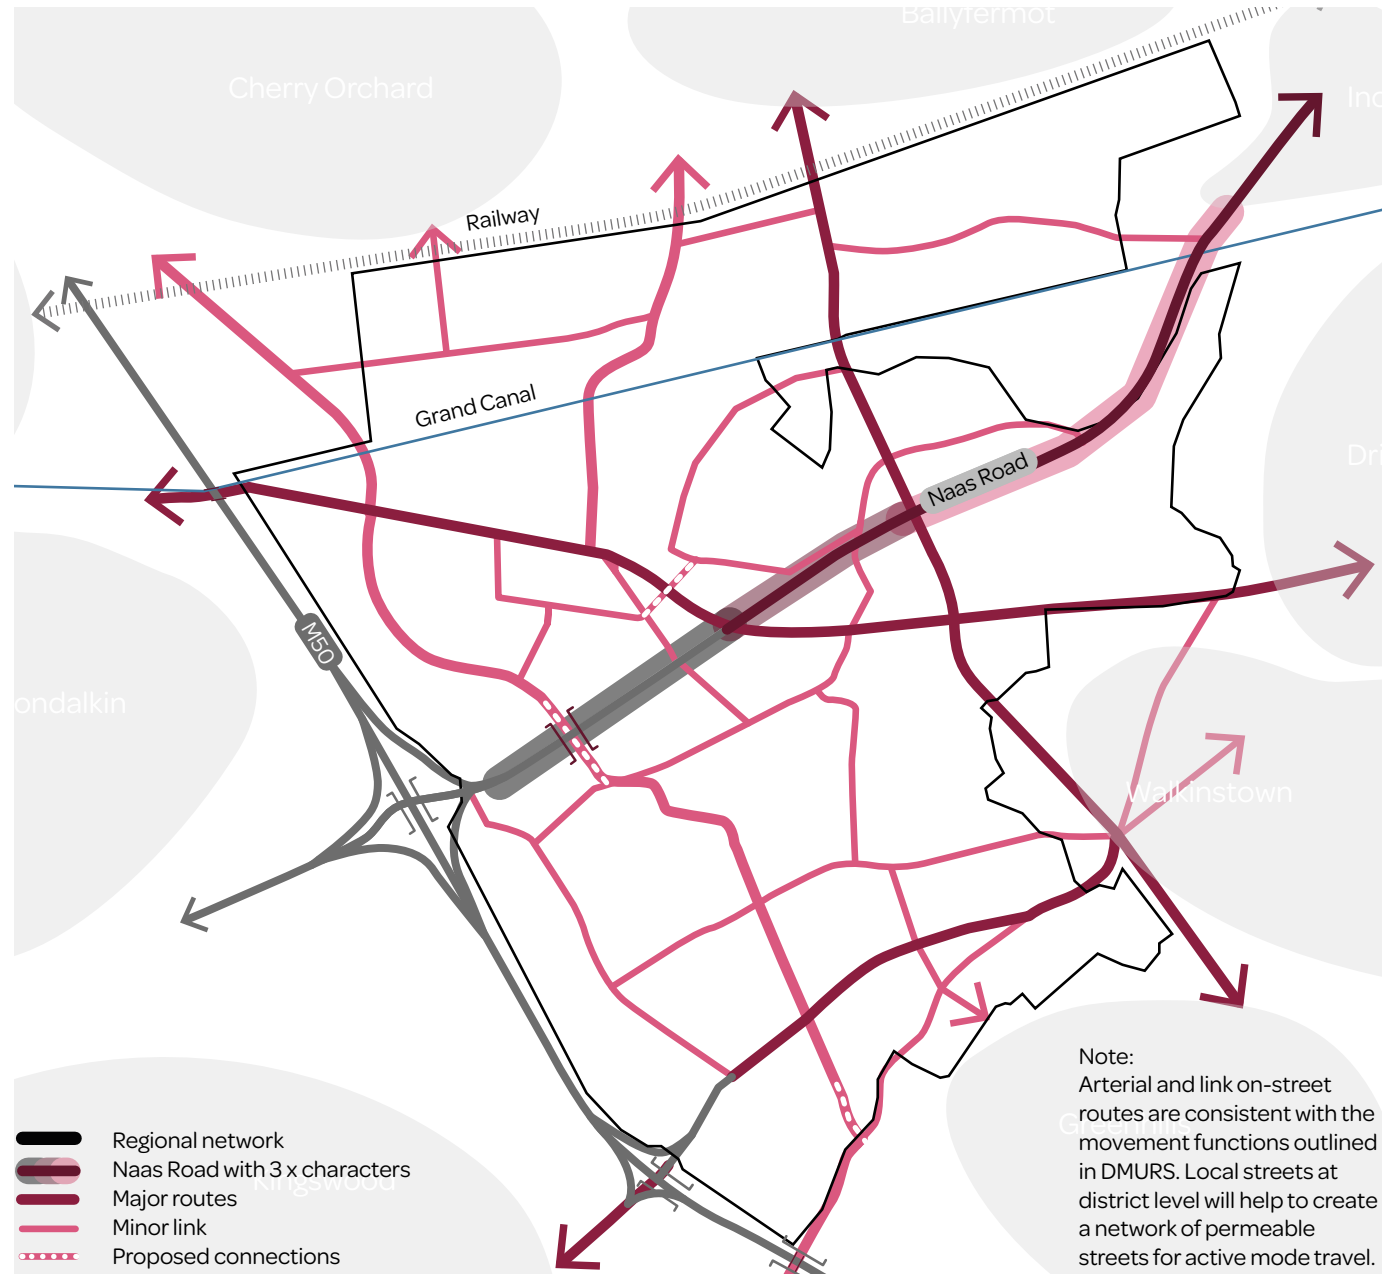 Ballyfermot
Cherry Orchard
Railway
Grand Canal
Naas Road
M50
ondalkin
Walkinstown
Dri
Inc
Greenhills
Kingswood
Regional network
Naas Road with 3 x characters
Major routes
Minor link
Proposed connections
Note:
Arterial and link on-street
routes are consistent with the
movement functions outlined
in DMURS. Local streets at
district level will help to create
a network of permeable
streets for active mode travel.